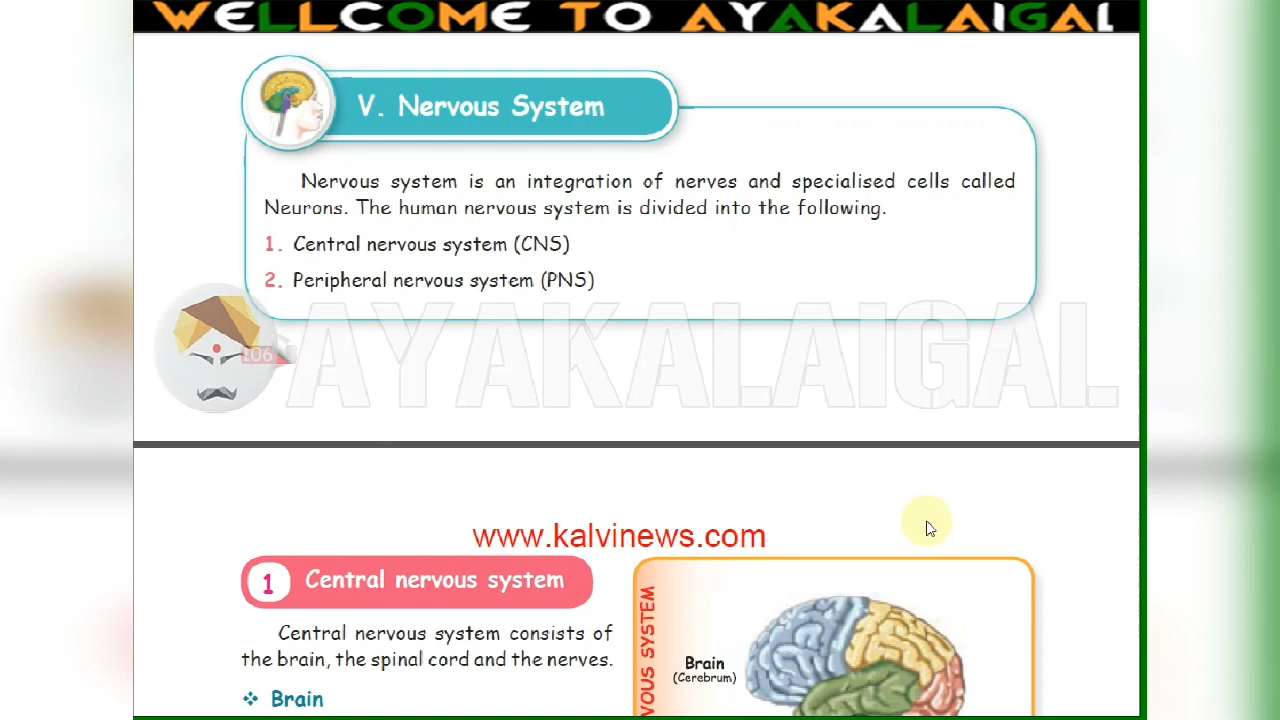 WELLCOME TO AYAKALAIGAL
V. Nervous System
Nervous system is an integration of nerves and specialised cells called
Neurons. The human nervous system is divided into the following.
1. Central nervous system (CNS)
2. Peripheral nervous system (PNS)
106
AYAKALAIGAL
www.kalvinews.com
1 Central nervous system
Central nervous system consists of
the brain, the spinal cord and the nerves.
❖ Brain
VOUS SYSTEM
Brain
(Cerebrum)